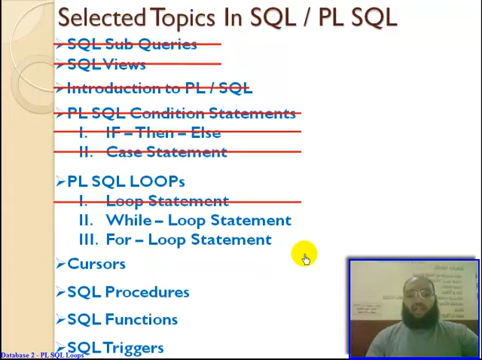 Selected Topics In SQL / PL SQL
SQL Sub Queries
SQL Views
Introduction to PL / SQL
PL SQL Condition Statements
I. IF – Then – Else
II. Case Statement
PL SQL LOOPs
I. Loop Statement
II. While – Loop Statement
III. For – Loop Statement
Cursors
SQL Procedures
SQL Functions
SQL Triggers
Database 2 - PL SQL Loops